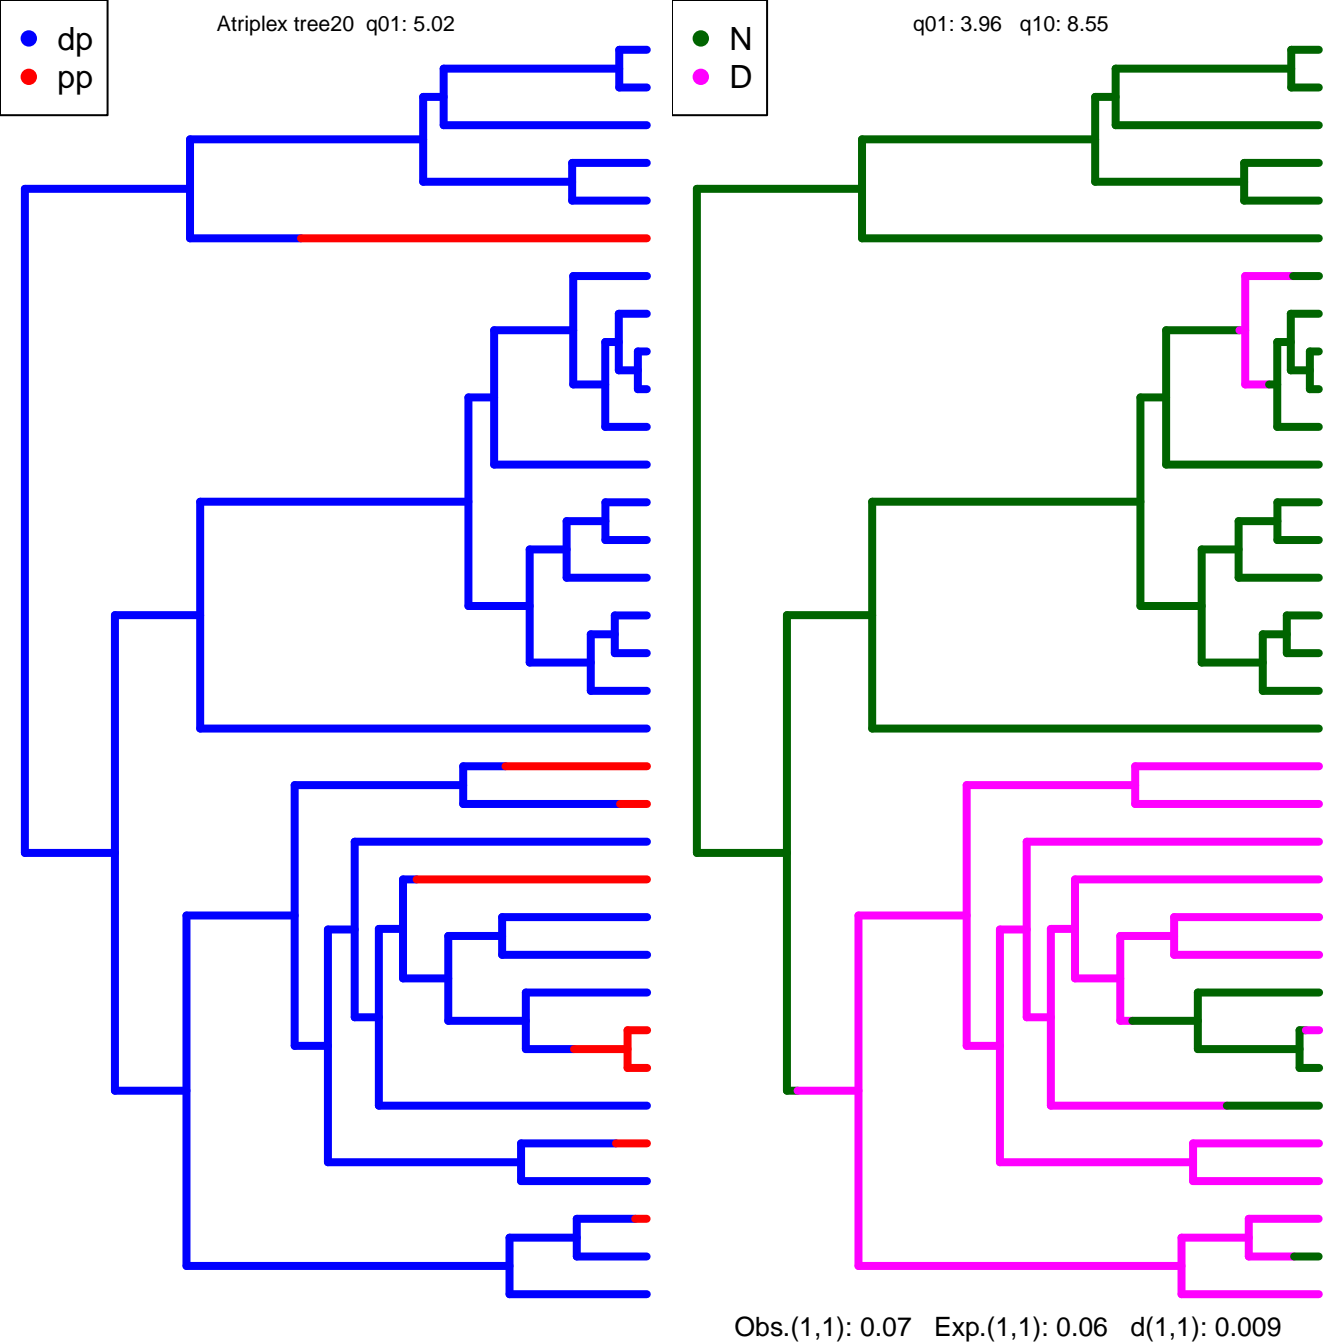 Atriplex tree20  q01: 5.02
dp
pp
q01: 3.96   q10: 8.55
N
D
Obs.(1,1): 0.07   Exp.(1,1): 0.06   d(1,1): 0.009